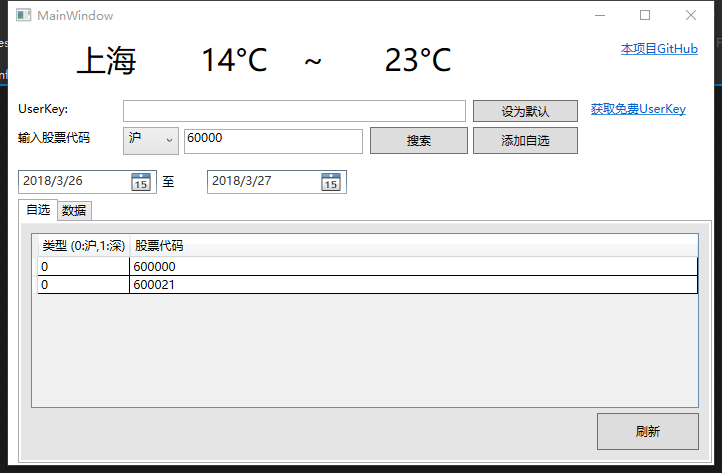 MainWindow
上海 14°C ~ 23°C
本项目GitHub
UserKey: 设为默认 获取免费UserKey
输入股票代码 沪 60000 搜索 添加自选
2018/3/26 15 至 2018/3/27 15
自选 数据
类型 (0:沪,1:深) 股票代码
0 600000
0 600021
刷新